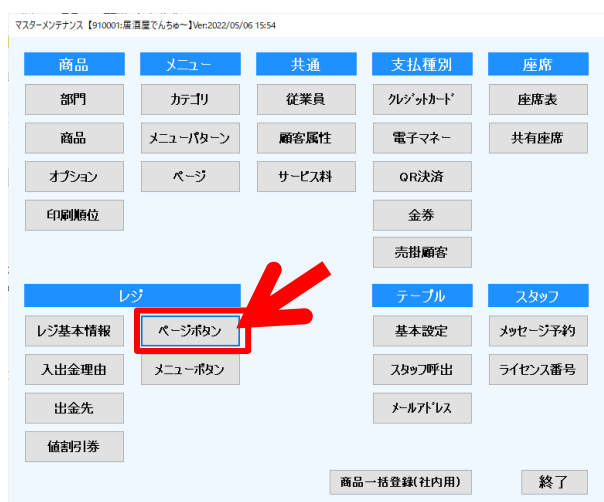 マスターメンテナンス【910001:居酒屋でんちゅ～】Ver:2022/05/06 15:54
商品 メニュー 共通 支払種別 座席
部門 カテゴリ 従業員 クレジットカード 座席表
商品 メニューパターン 顧客属性 電子マネー 共有座席
オプション ページ サービス料 QR決済
印刷順位 金券
売掛顧客
レジ テーブル スタッフ
レジ基本情報 ページボタン 基本設定 メッセージ予約
入出金理由 メニューボタン スタッフ呼出 ライセンス番号
出金先 メールアドレス
値割引券
商品一括登録(社内用) 終了